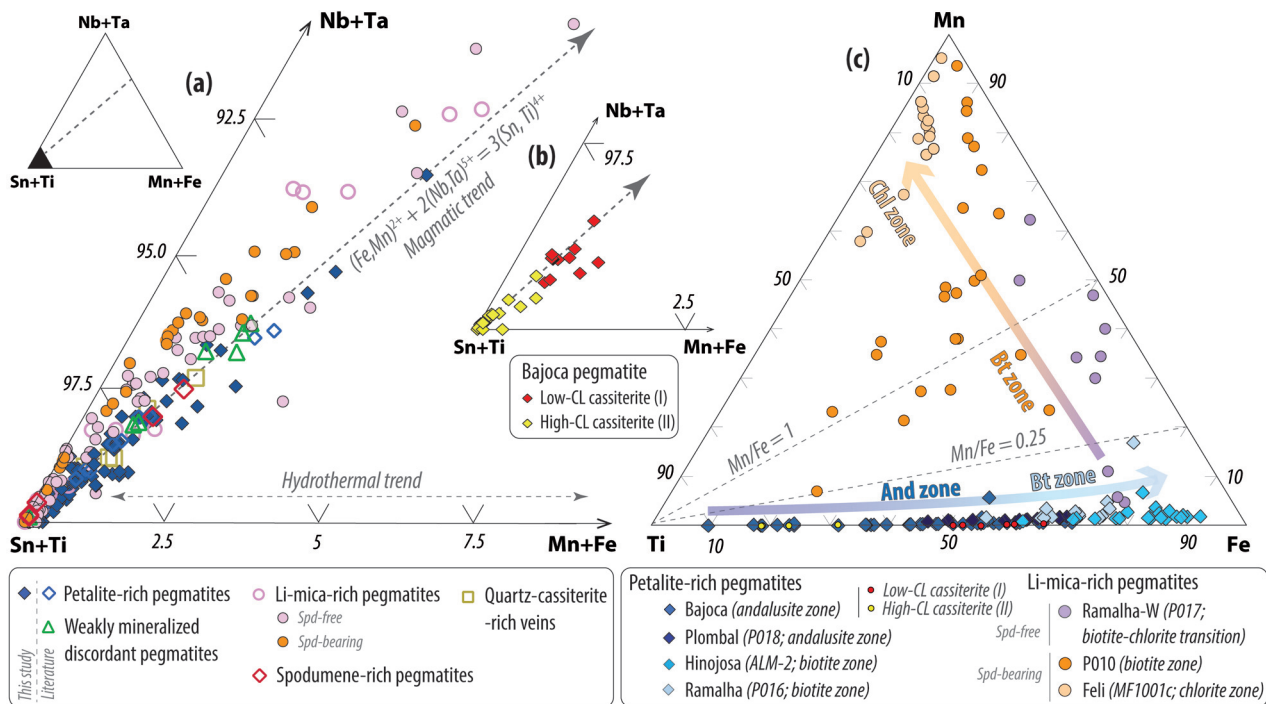 Nb+Ta
Sn+Ti
Mn+Fe
(a)
Nb+Ta
92.5
95.0
97.5
(Fe,Mn)²⁺ + 2(Nb,Ta)⁵⁺ = 3(Sn, Ti)⁴⁺
Magmatic trend
Hydrothermal trend
Sn+Ti
2.5
5
7.5
Mn+Fe
(b)
Nb+Ta
97.5
Sn+Ti
2.5
Mn+Fe
Bajoca pegmatite
Low-CL cassiterite (I)
High-CL cassiterite (II)
(c)
Mn
10
90
Chl zone
50
50
Bt zone
Mn/Fe = 1
Mn/Fe = 0.25
90
10
And zone
Bt zone
Ti
10
50
90
Fe
This study
Literature
Petalite-rich pegmatites
Weakly mineralized
discordant pegmatites
Li-mica-rich pegmatites
Spd-free
Spd-bearing
Spodumene-rich pegmatites
Quartz-cassiterite
-rich veins
Petalite-rich pegmatites
Bajoca (andalusite zone)
Plombal (P018; andalusite zone)
Hinojosa (ALM-2; biotite zone)
Ramalha (P016; biotite zone)
Low-CL cassiterite (I)
High-CL cassiterite (II)
Li-mica-rich pegmatites
Spd-free
Ramalha-W (P017;
biotite-chlorite transition)
Spd-bearing
P010 (biotite zone)
Feli (MF1001c; chlorite zone)